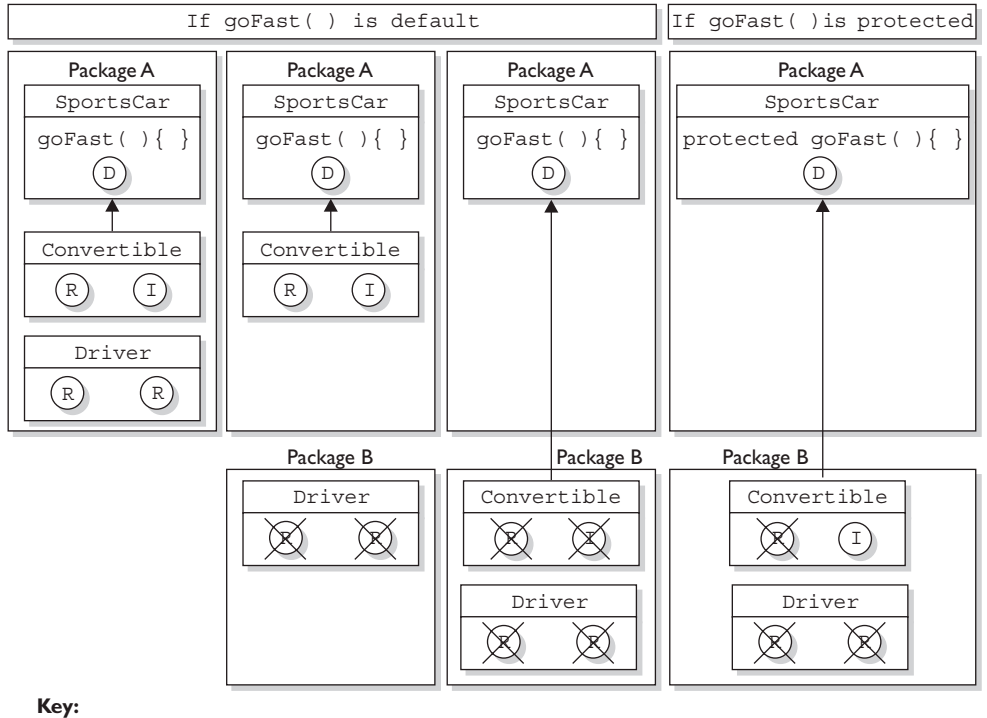 If goFast( ) is default
If goFast( )is protected
Package A
SportsCar
goFast( ){ }
D
Convertible
R I
Driver
R R
Package A
SportsCar
goFast( ){ }
D
Convertible
R I
Package B
Driver
R R
Package A
SportsCar
goFast( ){ }
D
Package B
Convertible
R I
Driver
R R
Package A
SportsCar
protected goFast( ){ }
D
Package B
Convertible
R I
Driver
R R
Key: